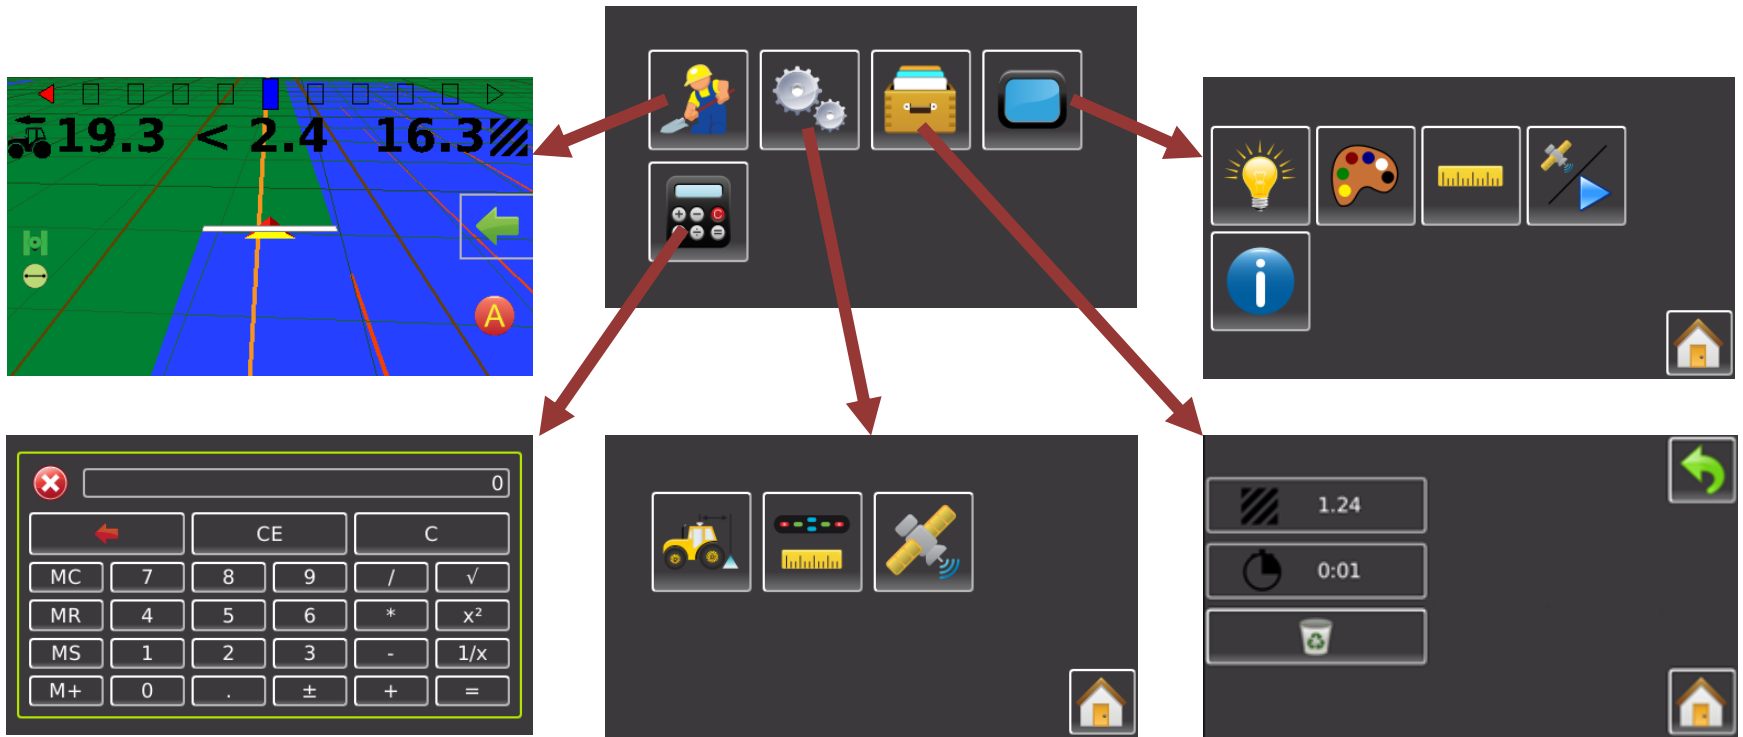 19.3 < 2.4 16.3
A
0
CE C
MC 7 8 9 / √
MR 4 5 6 * x²
MS 1 2 3 - 1/x
M+ 0 . ± + =
1.24
0:01